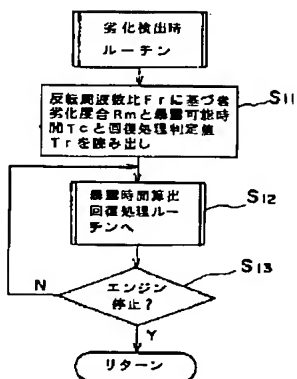 劣化検出時
ルーチン
反転周波数比Frに基づき
劣化度合Rmと暴露可能時
間Tcと回復処理判定値
Trを読み出し
S11
暴露時間算出
回復処理ルー
チンへ
S12
エンジン
停止?
S13
N
Y
リターン